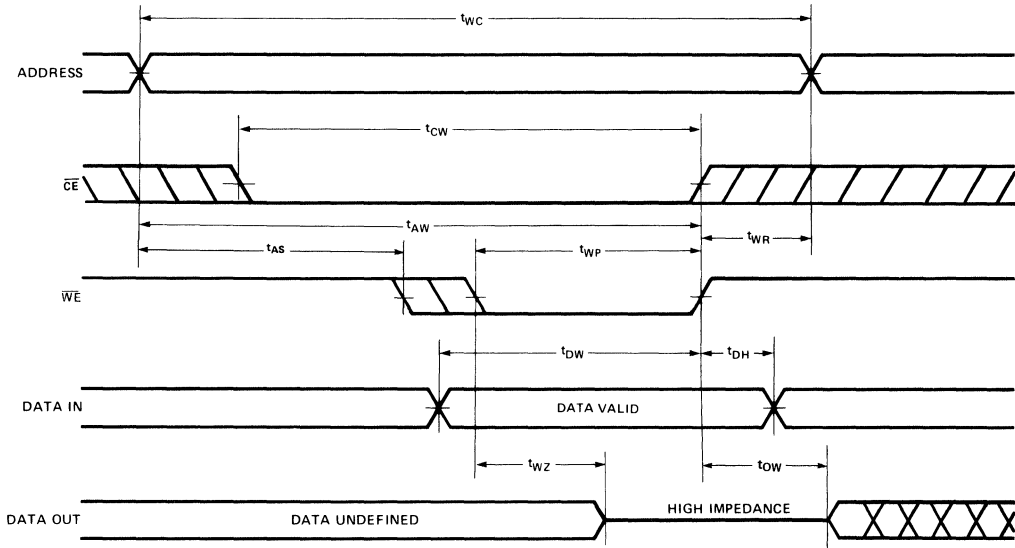 tWC
ADDRESS
tCW
CE
tAW
tAS
tWP
tWR
WE
tDW
tDH
DATA IN
DATA VALID
tWZ
tOW
DATA OUT
DATA UNDEFINED
HIGH IMPEDANCE